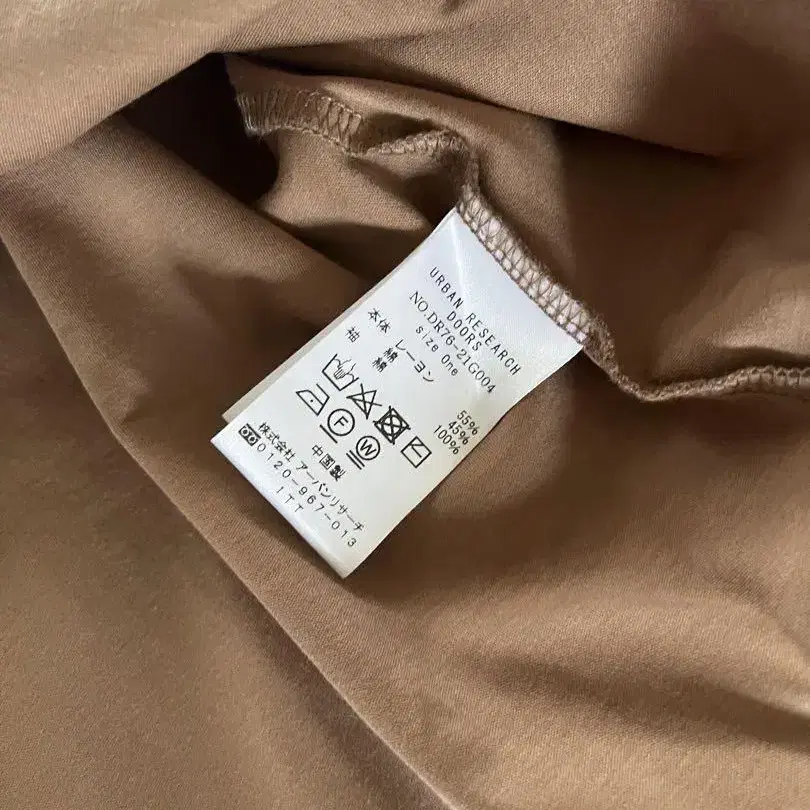 URBAN RESEARCH
DOORS
NO.DR76-21G004
size One
本体 レーヨン 55%
綿 45%
袖 綿 100%
F W
中国製
株式会社 アーバンリサーチ
0120-967-013
ITT